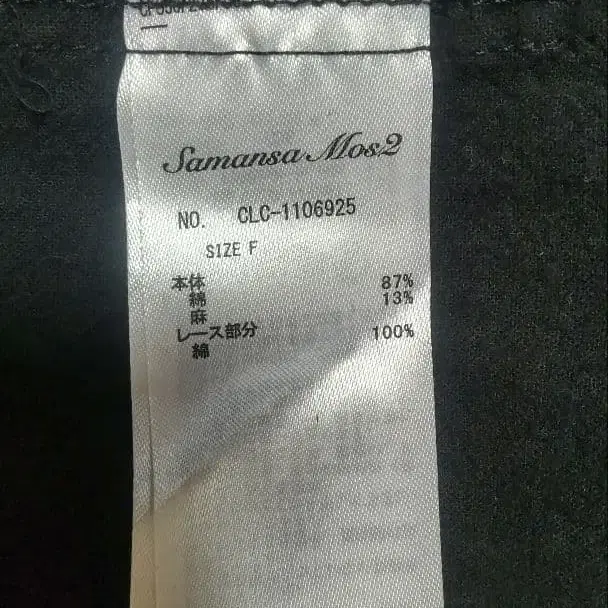 Samansa Mos2
NO. CLC-1106925
SIZE F
本体
綿 87%
麻 13%
レース部分
綿 100%